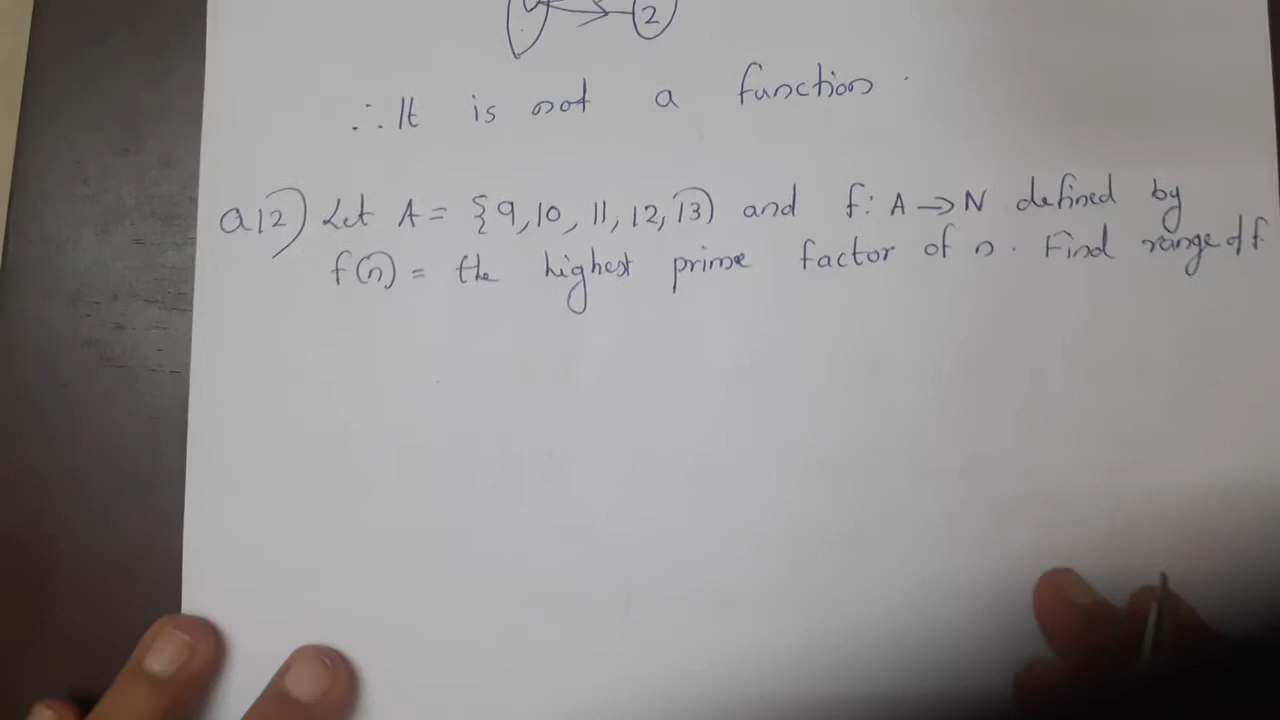 2
∴ It is not a function.
Q12) Let A = {9, 10, 11, 12, 13) and f: A → N defined by
f(n) = the highest prime factor of n. Find range of f